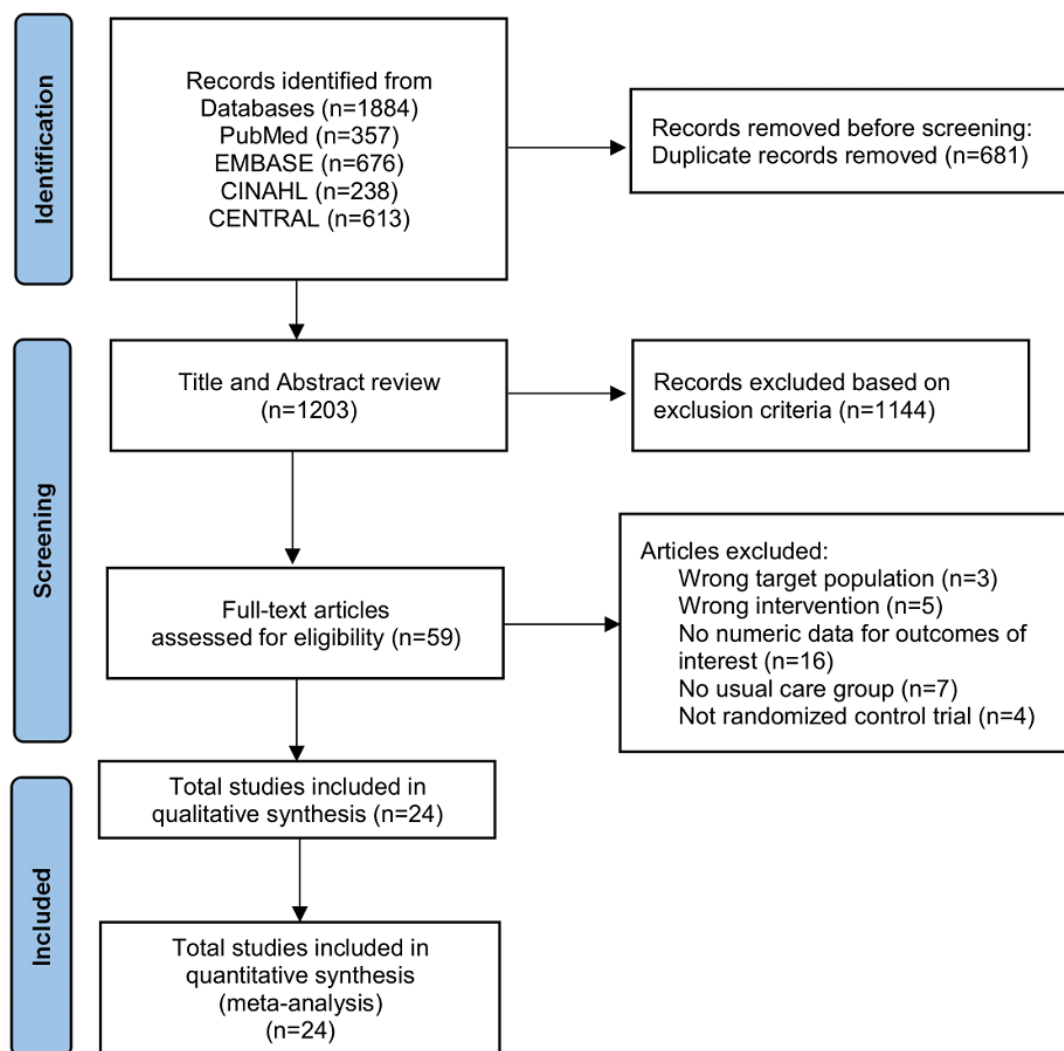 Identification
Records identified from
Databases (n=1884)
PubMed (n=357)
EMBASE (n=676)
CINAHL (n=238)
CENTRAL (n=613)
Records removed before screening:
Duplicate records removed (n=681)
Screening
Title and Abstract review
(n=1203)
Records excluded based on
exclusion criteria (n=1144)
Full-text articles
assessed for eligibility (n=59)
Articles excluded:
Wrong target population (n=3)
Wrong intervention (n=5)
No numeric data for outcomes of
interest (n=16)
No usual care group (n=7)
Not randomized control trial (n=4)
Included
Total studies included in
qualitative synthesis (n=24)
Total studies included in
quantitative synthesis
(meta-analysis)
(n=24)